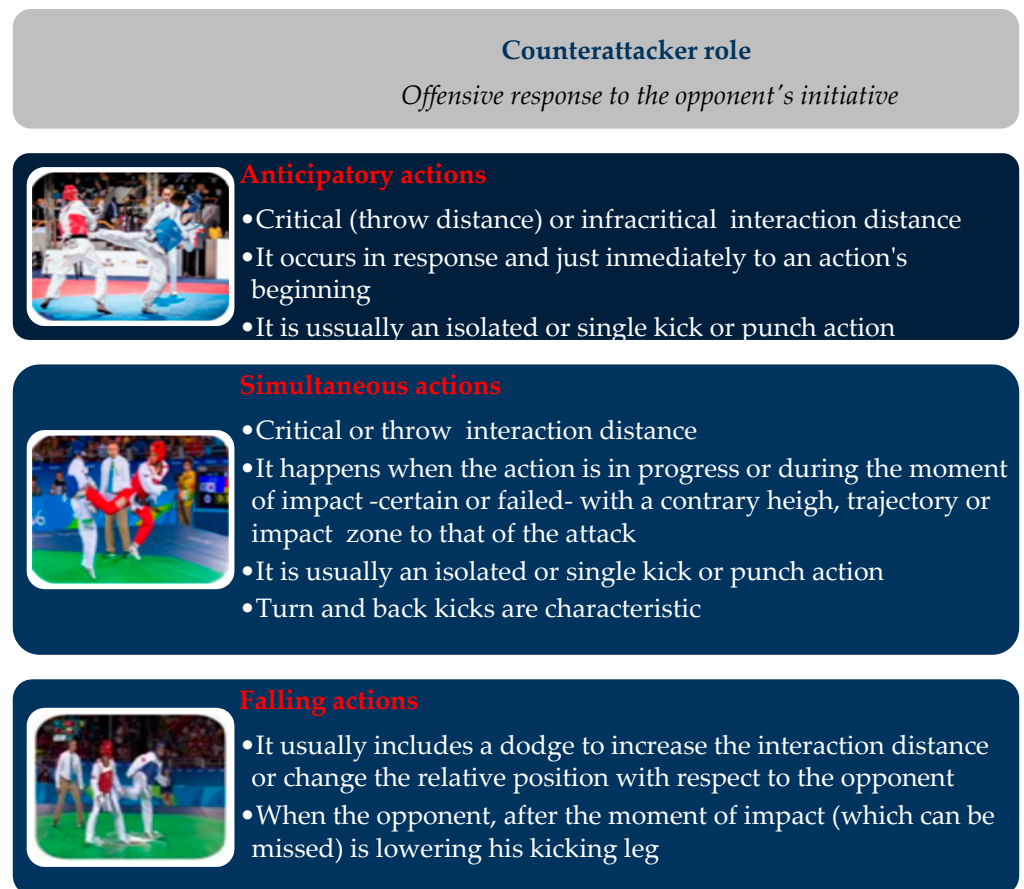 Counterattacker role
Offensive response to the opponent's initiative
Anticipatory actions
•Critical (throw distance) or infracritical interaction distance
•It occurs in response and just inmediately to an action's
beginning
•It is ussually an isolated or single kick or punch action
Simultaneous actions
•Critical or throw interaction distance
•It happens when the action is in progress or during the moment
of impact -certain or failed- with a contrary heigh, trajectory or
impact zone to that of the attack
•It is usually an isolated or single kick or punch action
•Turn and back kicks are characteristic
Falling actions
•It usually includes a dodge to increase the interaction distance
or change the relative position with respect to the opponent
•When the opponent, after the moment of impact (which can be
missed) is lowering his kicking leg